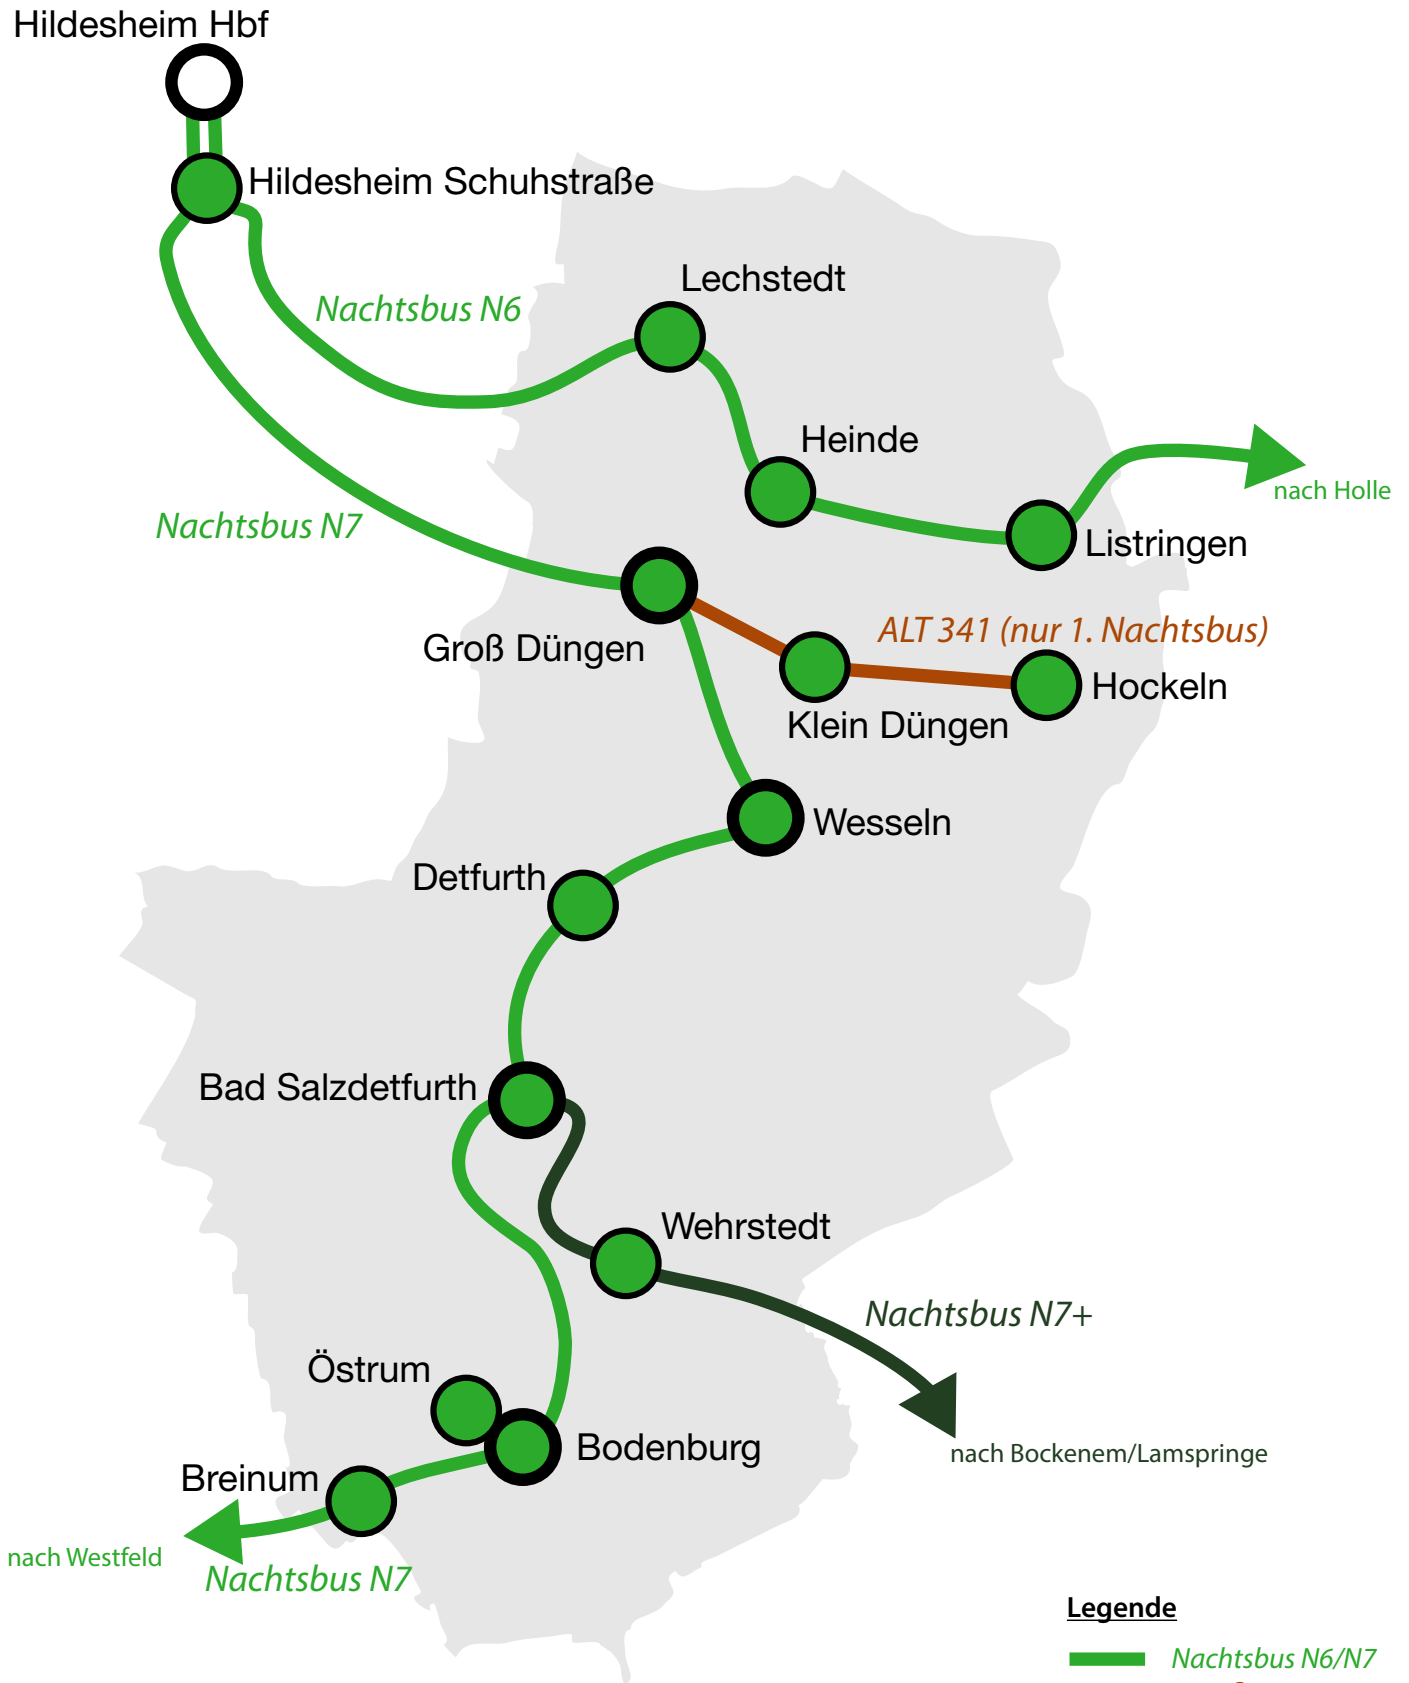 Hildesheim Hbf
Hildesheim Schuhstraße
Lechstedt
Nachtsbus N6
Heinde
nach Holle
Nachtsbus N7
Listringen
ALT 341 (nur 1. Nachtsbus)
Groß Düngen
Hockeln
Klein Düngen
Wesseln
Detfurth
Bad Salzdetfurth
Wehrstedt
Nachtsbus N7+
Östrum
Bodenburg
nach Bockenem/Lamspringe
Breinum
nach Westfeld
Nachtsbus N7
Legende
Nachtsbus N6/N7